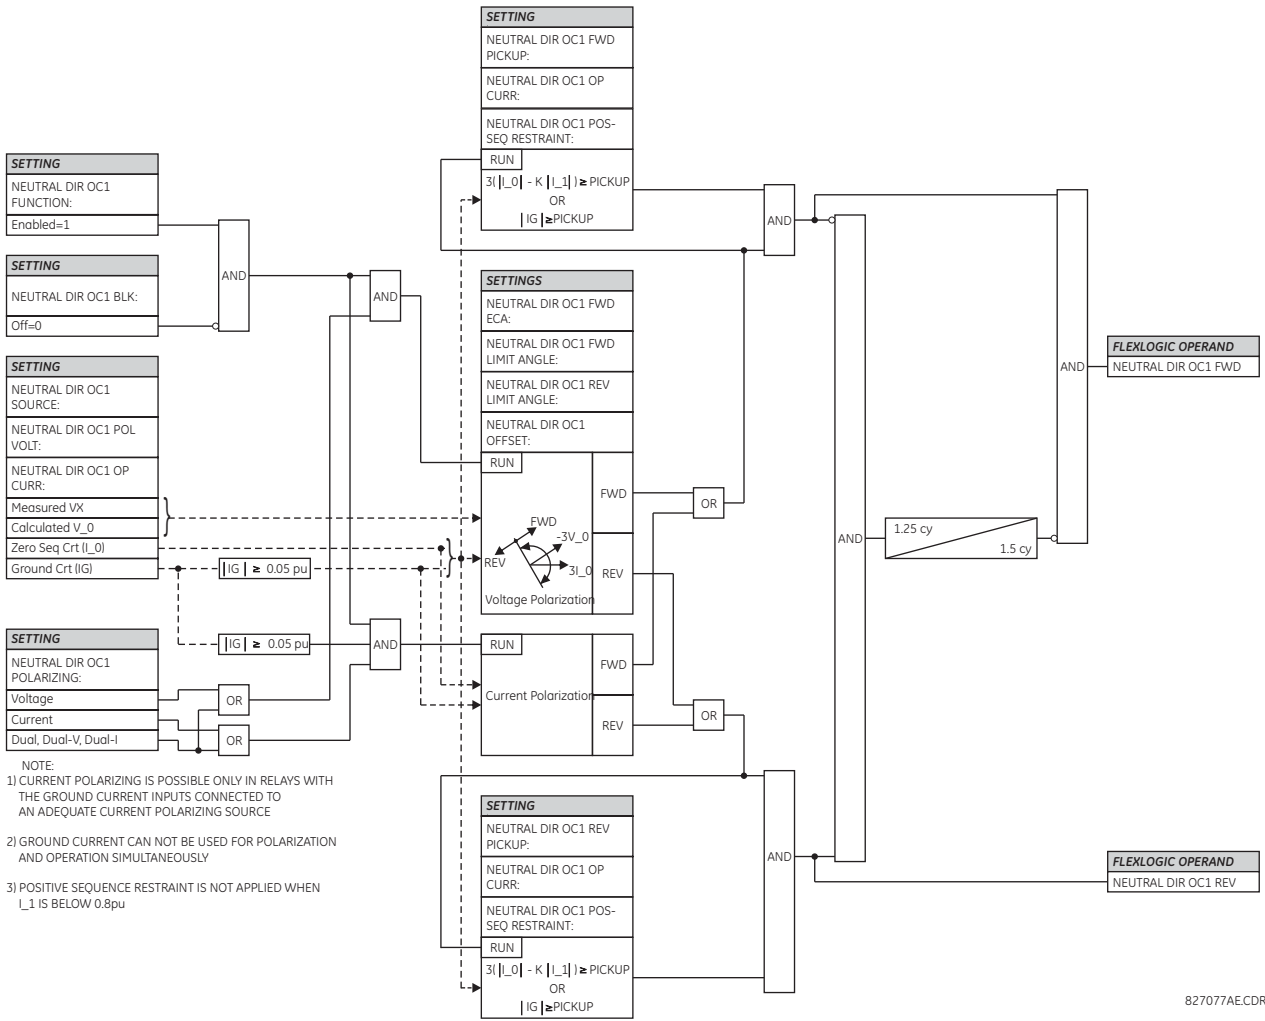 SETTING
NEUTRAL DIR OC1 FWD
PICKUP:
NEUTRAL DIR OC1 OP
CURR:
NEUTRAL DIR OC1 POS-
SEQ RESTRAINT:
RUN
3( |I_0| - K |I_1| ) ≥ PICKUP
OR
| IG | ≥PICKUP
AND
SETTING
NEUTRAL DIR OC1
FUNCTION:
Enabled=1
SETTING
NEUTRAL DIR OC1 BLK:
Off=0
AND
AND
SETTING
NEUTRAL DIR OC1
SOURCE:
NEUTRAL DIR OC1 POL
VOLT:
NEUTRAL DIR OC1 OP
CURR:
Measured VX
Calculated V_0
Zero Seq Crt (I_0)
Ground Crt (IG)
|IG | ≥ 0.05 pu
|IG | ≥ 0.05 pu
AND
SETTING
NEUTRAL DIR OC1
POLARIZING:
Voltage
Current
Dual, Dual-V, Dual-I
OR
OR
NOTE:
1) CURRENT POLARIZING IS POSSIBLE ONLY IN RELAYS WITH
THE GROUND CURRENT INPUTS CONNECTED TO
AN ADEQUATE CURRENT POLARIZING SOURCE
2) GROUND CURRENT CAN NOT BE USED FOR POLARIZATION
AND OPERATION SIMULTANEOUSLY
3) POSITIVE SEQUENCE RESTRAINT IS NOT APPLIED WHEN
I_1 IS BELOW 0.8pu
SETTINGS
NEUTRAL DIR OC1 FWD
ECA:
NEUTRAL DIR OC1 FWD
LIMIT ANGLE:
NEUTRAL DIR OC1 REV
LIMIT ANGLE:
NEUTRAL DIR OC1
OFFSET:
RUN
FWD
REV
FWD
-3V_0
REV
3I_0
Voltage Polarization
RUN
FWD
Current Polarization
REV
OR
OR
SETTING
NEUTRAL DIR OC1 REV
PICKUP:
NEUTRAL DIR OC1 OP
CURR:
NEUTRAL DIR OC1 POS-
SEQ RESTRAINT:
RUN
3( |I_0| - K |I_1| ) ≥ PICKUP
OR
| IG | ≥PICKUP
AND
AND
1.25 cy
1.5 cy
AND
FLEXLOGIC OPERAND
NEUTRAL DIR OC1 FWD
FLEXLOGIC OPERAND
NEUTRAL DIR OC1 REV
827077AE.CDR